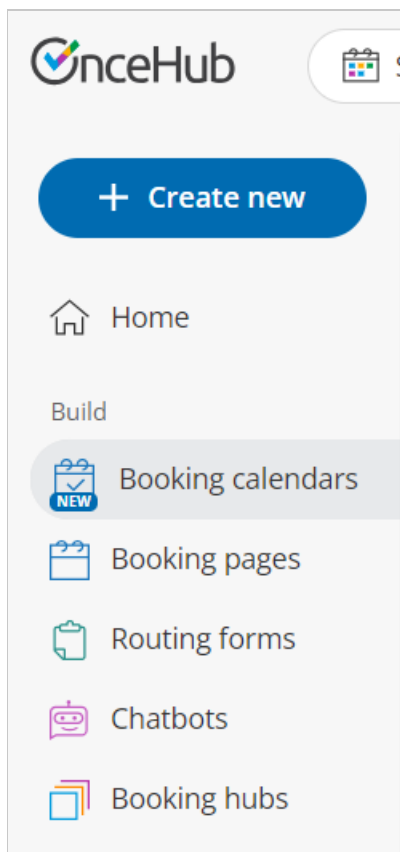 OnceHub
+ Create new
Home
Build
Booking calendars
NEW
Booking pages
Routing forms
Chatbots
Booking hubs